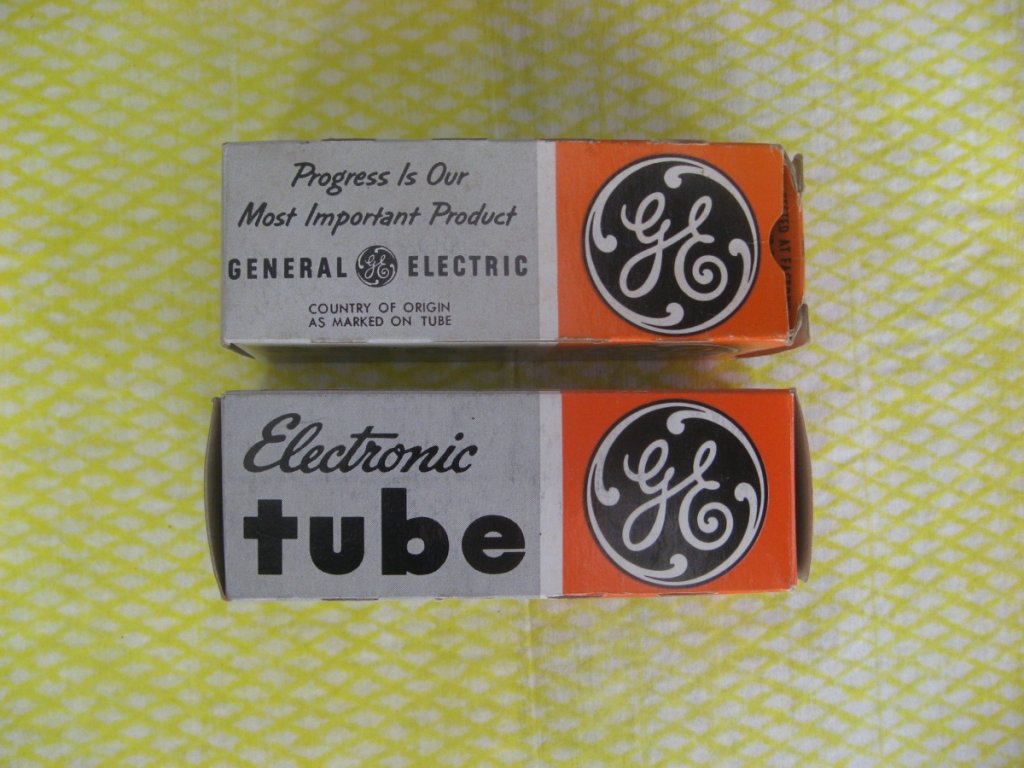 Progress Is Our
Most Important Product
GENERAL GE ELECTRIC
COUNTRY OF ORIGIN
AS MARKED ON TUBE
GE
Electronic
tube
GE